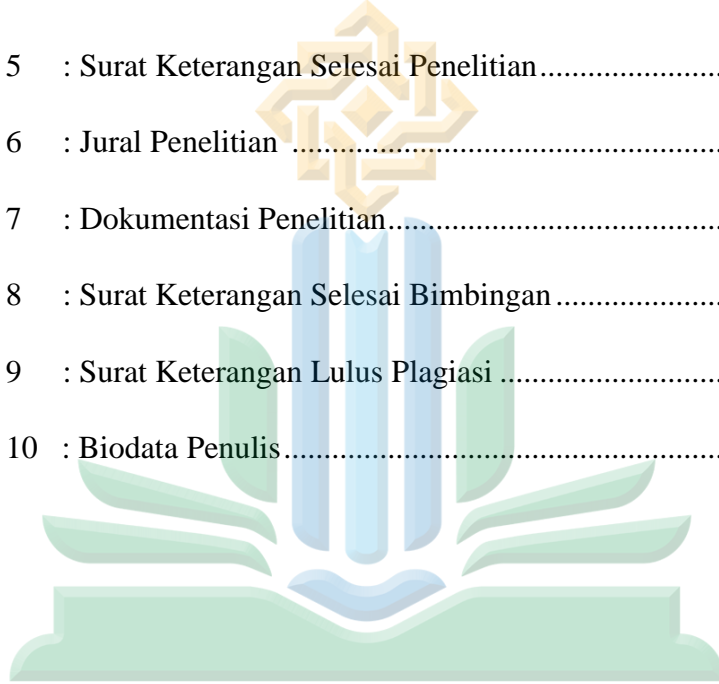 5 : Surat Keterangan Selesai Penelitian.......................
6 : Jural Penelitian .....................................................
7 : Dokumentasi Penelitian.........................................
8 : Surat Keterangan Selesai Bimbingan.....................
9 : Surat Keterangan Lulus Plagiasi ............................
10 : Biodata Penulis......................................................